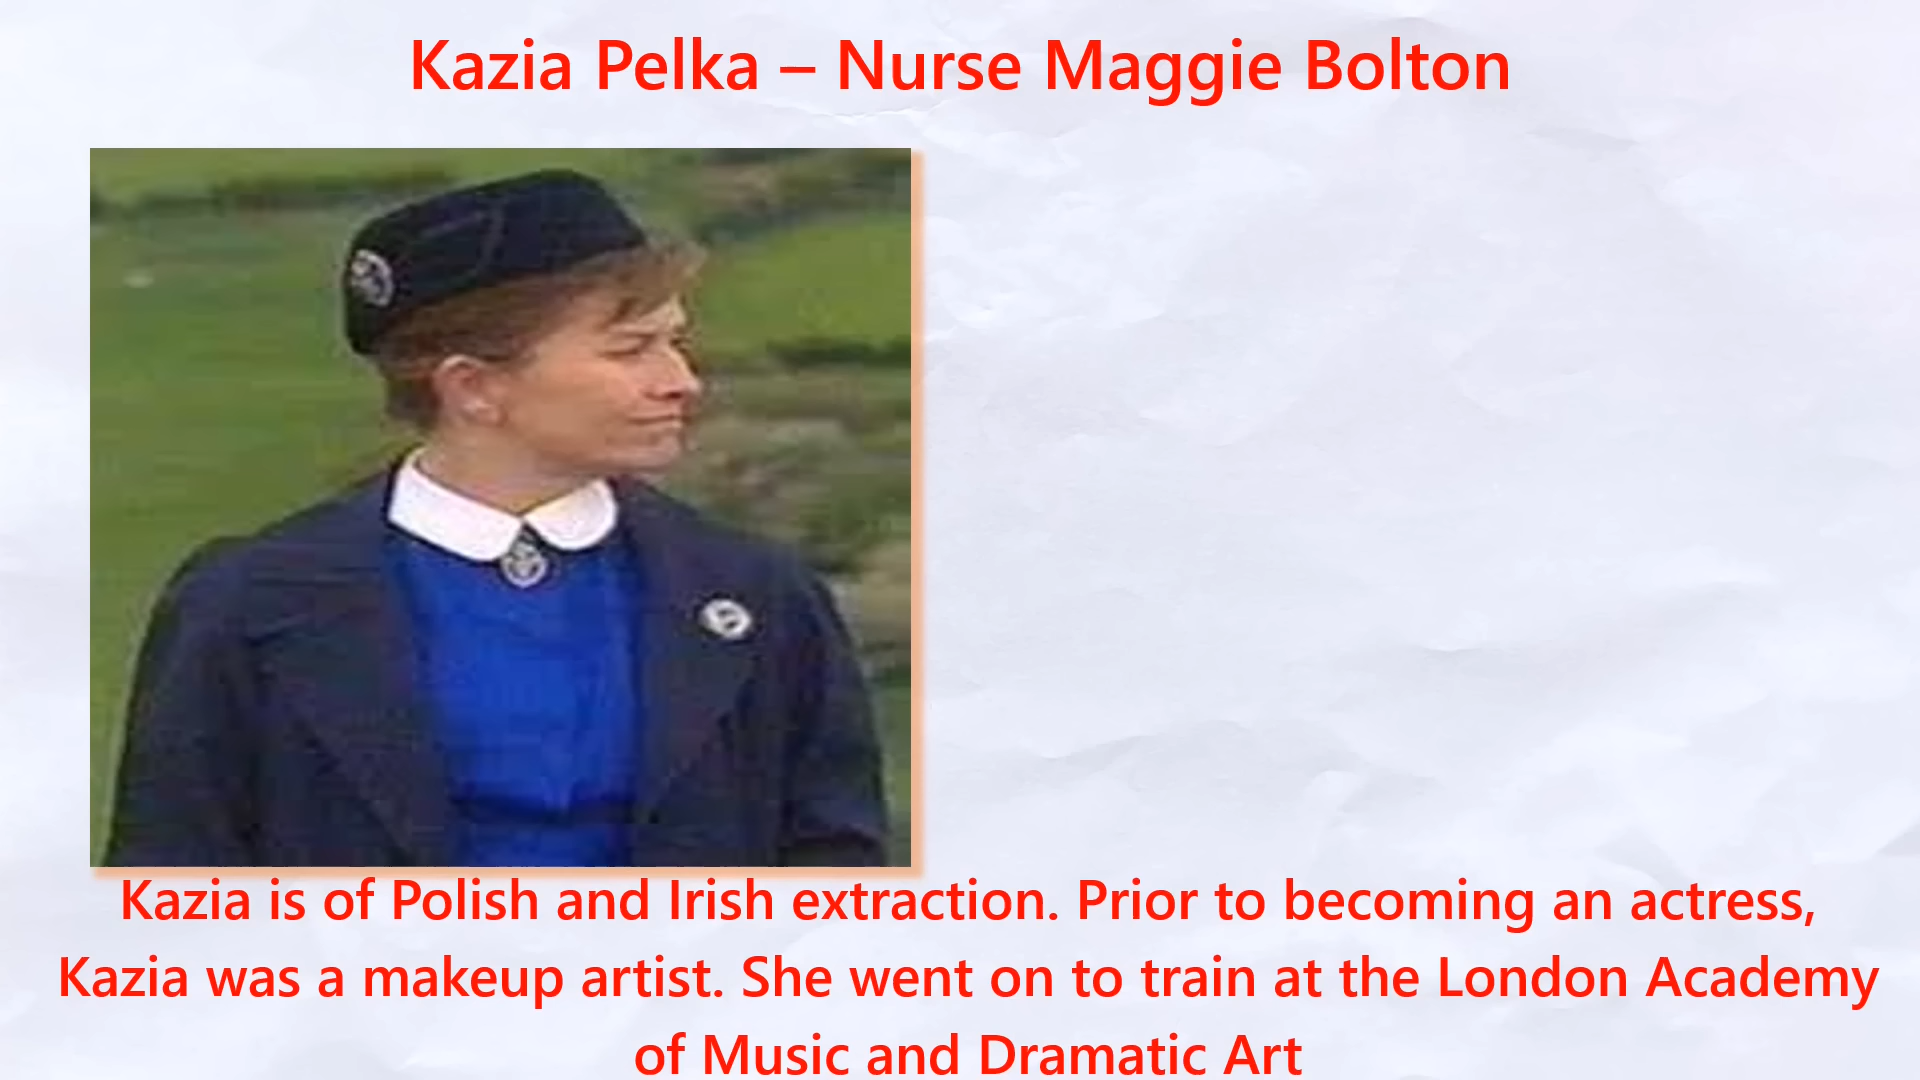 Kazia Pelka – Nurse Maggie Bolton
Kazia is of Polish and Irish extraction. Prior to becoming an actress,
Kazia was a makeup artist. She went on to train at the London Academy
of Music and Dramatic Art